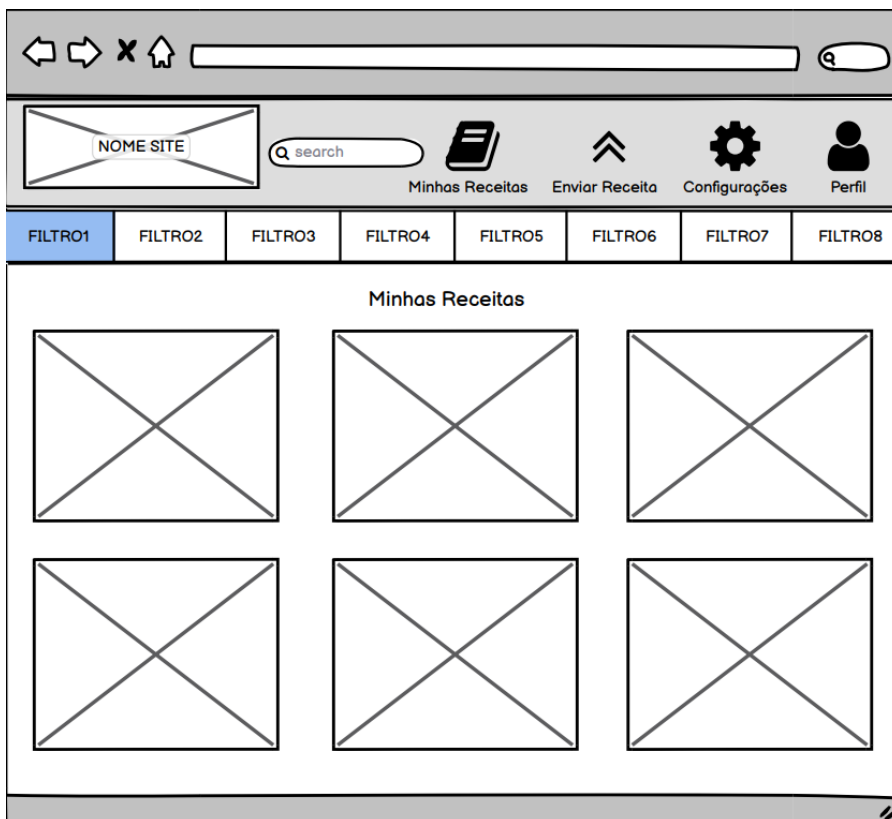 NOME SITE
search
Minhas Receitas
Enviar Receita
Configurações
Perfil
FILTRO1
FILTRO2
FILTRO3
FILTRO4
FILTRO5
FILTRO6
FILTRO7
FILTRO8
Minhas Receitas